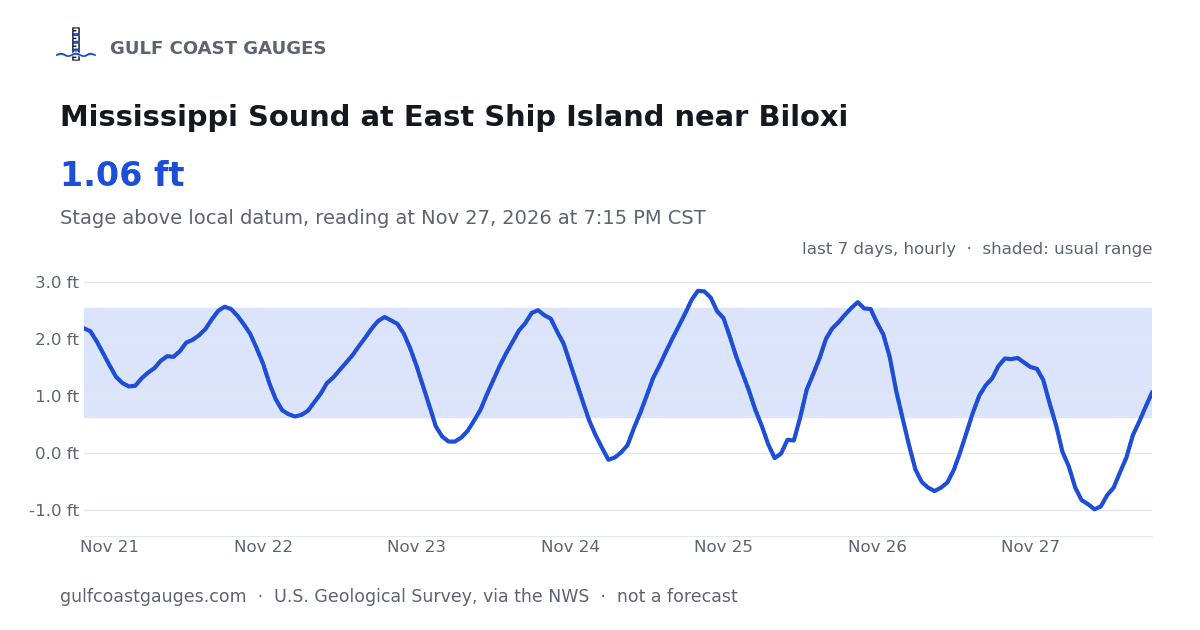 GULF COAST GAUGES
Mississippi Sound at East Ship Island near Biloxi
1.06 ft
Stage above local datum, reading at Nov 27, 2026 at 7:15 PM CST
last 7 days, hourly · shaded: usual range
3.0 ft
2.0 ft
1.0 ft
0.0 ft
-1.0 ft
Nov 21 Nov 22 Nov 23 Nov 24 Nov 25 Nov 26 Nov 27
gulfcoastgauges.com · U.S. Geological Survey, via the NWS · not a forecast